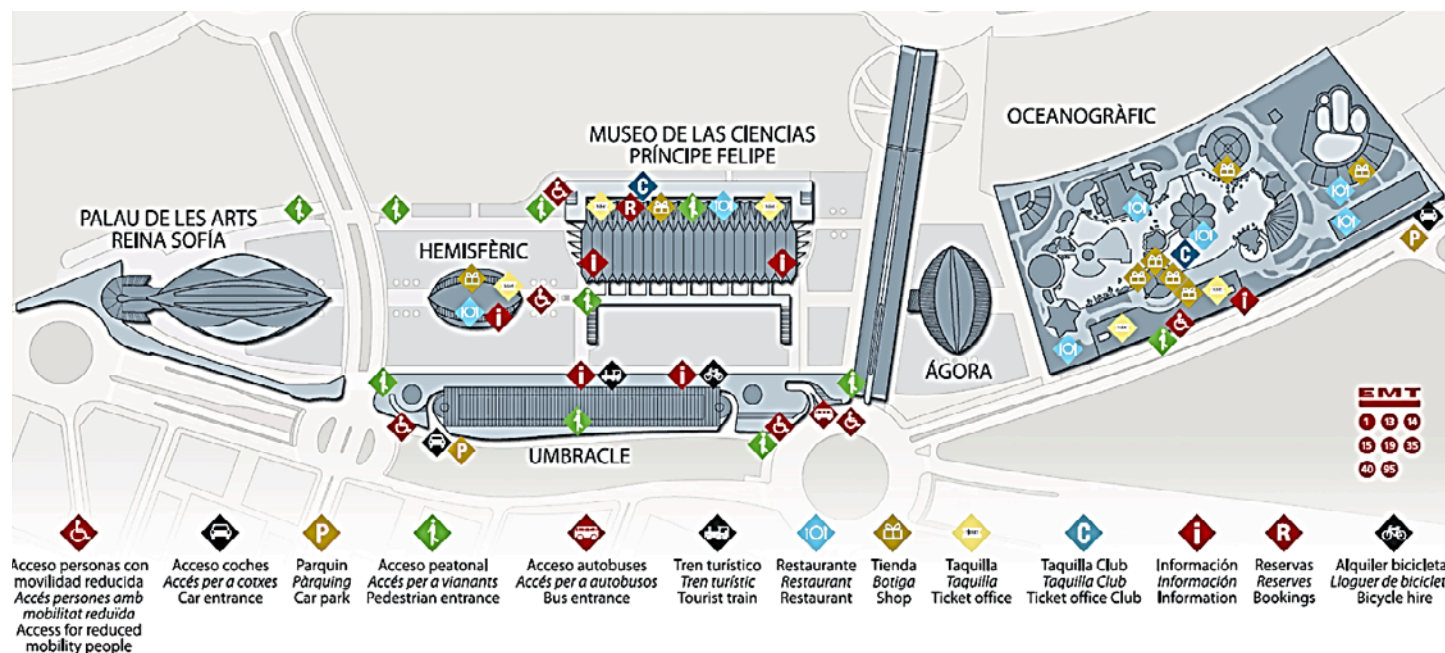 OCEANOGRÀFIC
MUSEO DE LAS CIENCIAS
PRÍNCIPE FELIPE
PALAU DE LES ARTS
REINA SOFÍA
HEMISFÈRIC
C
R
i
i
i
C
i
P
ÁGORA
i
i
P
UMBRACLE
EMT
1 13 14
15 19 35
40 95
Acceso personas con
movilidad reducida
Accés persones amb
mobilitat reduïda
Access for reduced
mobility people
Acceso coches
Accés per a cotxes
Car entrance
P
Parquin
Pàrquing
Car park
Acceso peatonal
Accés per a vianants
Pedestrian entrance
Acceso autobuses
Accés per a autobusos
Bus entrance
Tren turístico
Tren turístic
Tourist train
Restaurante
Restaurant
Restaurant
Tienda
Botiga
Shop
Taquilla
Taquilla
Ticket office
C
Taquilla Club
Taquilla Club
Ticket office Club
i
Información
Información
Information
R
Reservas
Reserves
Bookings
Alquiler bicicleta
Lloguer de biciclet
Bicycle hire